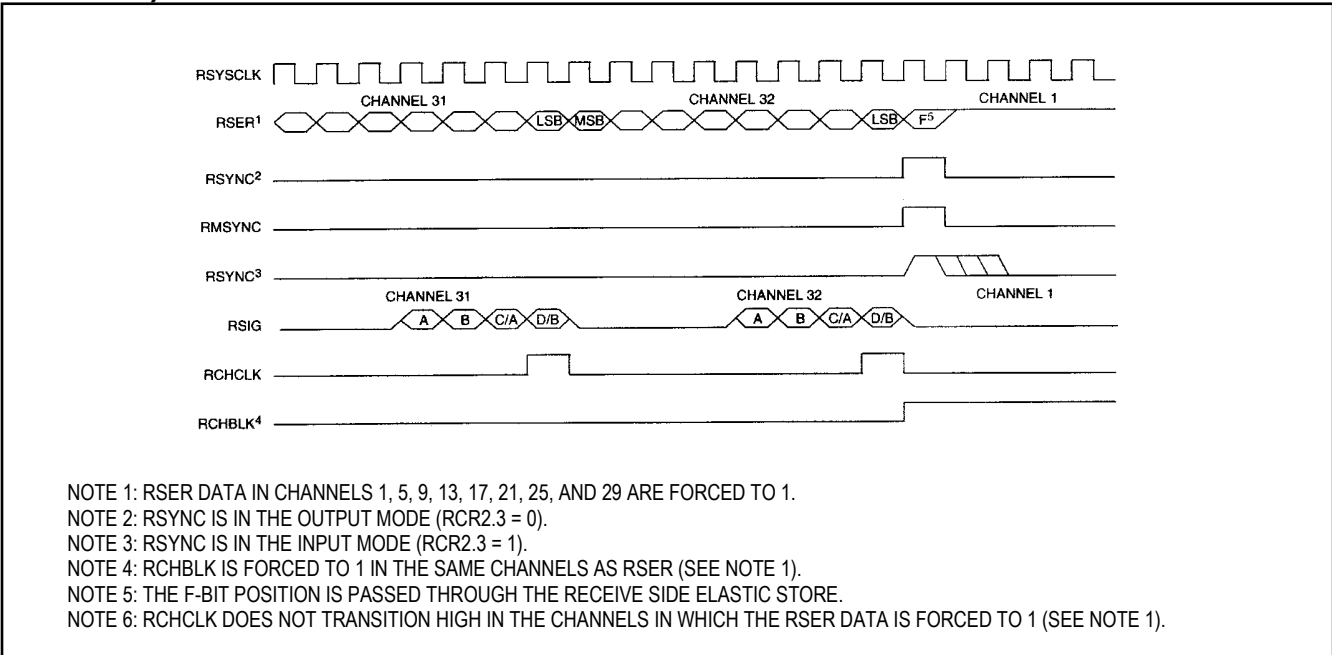 RSYSCLK
CHANNEL 31 CHANNEL 32 CHANNEL 1
RSER¹ LSB MSB LSB F⁵
RSYNC²
RMSYNC
RSYNC³
CHANNEL 31 CHANNEL 32 CHANNEL 1
RSIG A B C/A D/B A B C/A D/B
RCHCLK
RCHBLK⁴
NOTE 1: RSER DATA IN CHANNELS 1, 5, 9, 13, 17, 21, 25, AND 29 ARE FORCED TO 1.
NOTE 2: RSYNC IS IN THE OUTPUT MODE (RCR2.3 = 0).
NOTE 3: RSYNC IS IN THE INPUT MODE (RCR2.3 = 1).
NOTE 4: RCHBLK IS FORCED TO 1 IN THE SAME CHANNELS AS RSER (SEE NOTE 1).
NOTE 5: THE F-BIT POSITION IS PASSED THROUGH THE RECEIVE SIDE ELASTIC STORE.
NOTE 6: RCHCLK DOES NOT TRANSITION HIGH IN THE CHANNELS IN WHICH THE RSER DATA IS FORCED TO 1 (SEE NOTE 1).